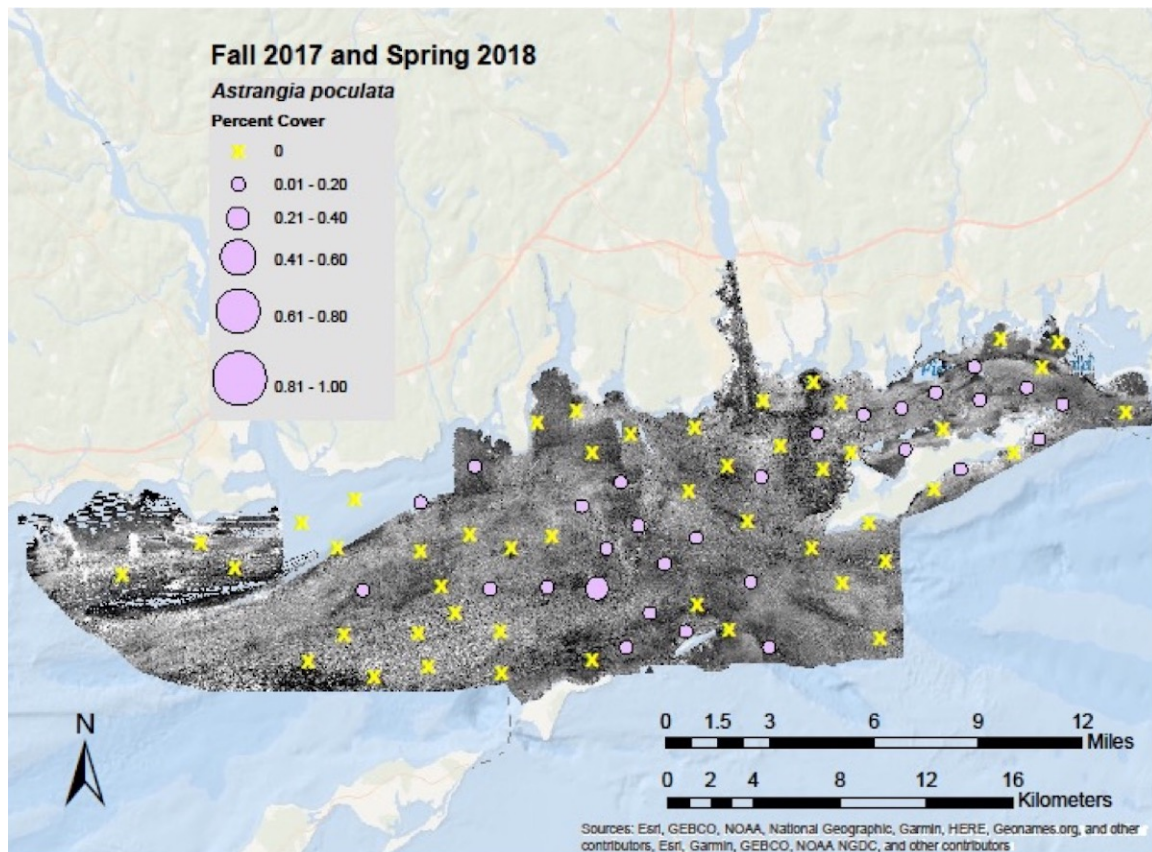 Fall 2017 and Spring 2018
Astrangia poculata
Percent Cover
X 0
0.01 - 0.20
0.21 - 0.40
0.41 - 0.60
0.61 - 0.80
0.81 - 1.00
N
0 1.5 3 6 9 12
Miles
0 2 4 8 12 16
Kilometers
Sources: Esri, GEBCO, NOAA, National Geographic, Garmin, HERE, Geonames.org, and other
contributors, Esri, Garmin, GEBCO, NOAA NGDC, and other contributors